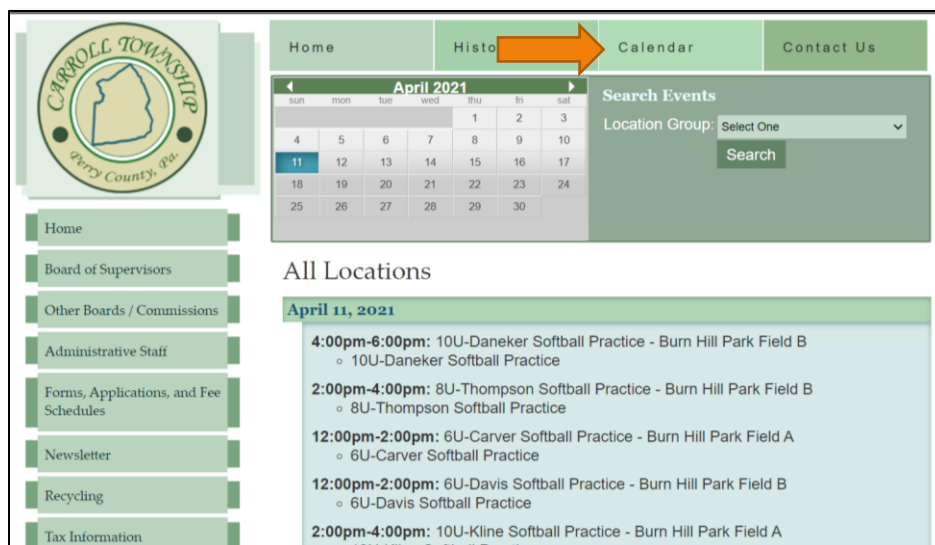 CARROLL TOWNSHIP
Perry County, Pa.
Home
Histo
Calendar
Contact Us
April 2021
sun mon tue wed thu fri sat
1 2 3
4 5 6 7 8 9 10
11 12 13 14 15 16 17
18 19 20 21 22 23 24
25 26 27 28 29 30
Search Events
Location Group: Select One
Search
Home
Board of Supervisors
Other Boards / Commissions
Administrative Staff
Forms, Applications, and Fee
Schedules
Newsletter
Recycling
Tax Information
All Locations
April 11, 2021
4:00pm-6:00pm: 10U-Daneker Softball Practice - Burn Hill Park Field B
10U-Daneker Softball Practice
2:00pm-4:00pm: 8U-Thompson Softball Practice - Burn Hill Park Field B
8U-Thompson Softball Practice
12:00pm-2:00pm: 6U-Carver Softball Practice - Burn Hill Park Field A
6U-Carver Softball Practice
12:00pm-2:00pm: 6U-Davis Softball Practice - Burn Hill Park Field B
6U-Davis Softball Practice
2:00pm-4:00pm: 10U-Kline Softball Practice - Burn Hill Park Field A